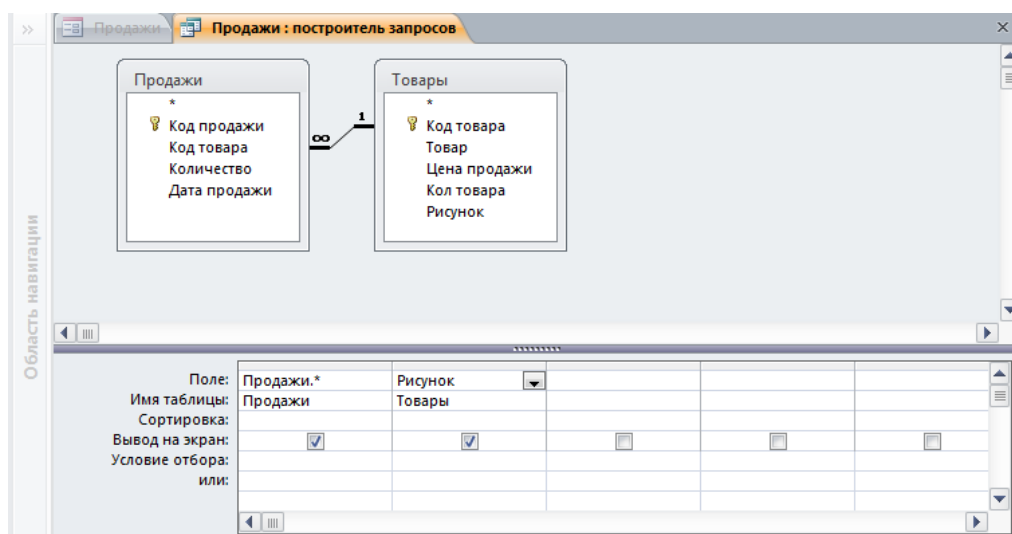 » Продажи Продажи : построитель запросов ×
Область навигации
Продажи
*
Код продажи
Код товара
Количество
Дата продажи
∞ 1
Товары
*
Код товара
Товар
Цена продажи
Кол товара
Рисунок
Поле: Продажи.* Рисунок
Имя таблицы: Продажи Товары
Сортировка:
Вывод на экран:
Условие отбора:
или: